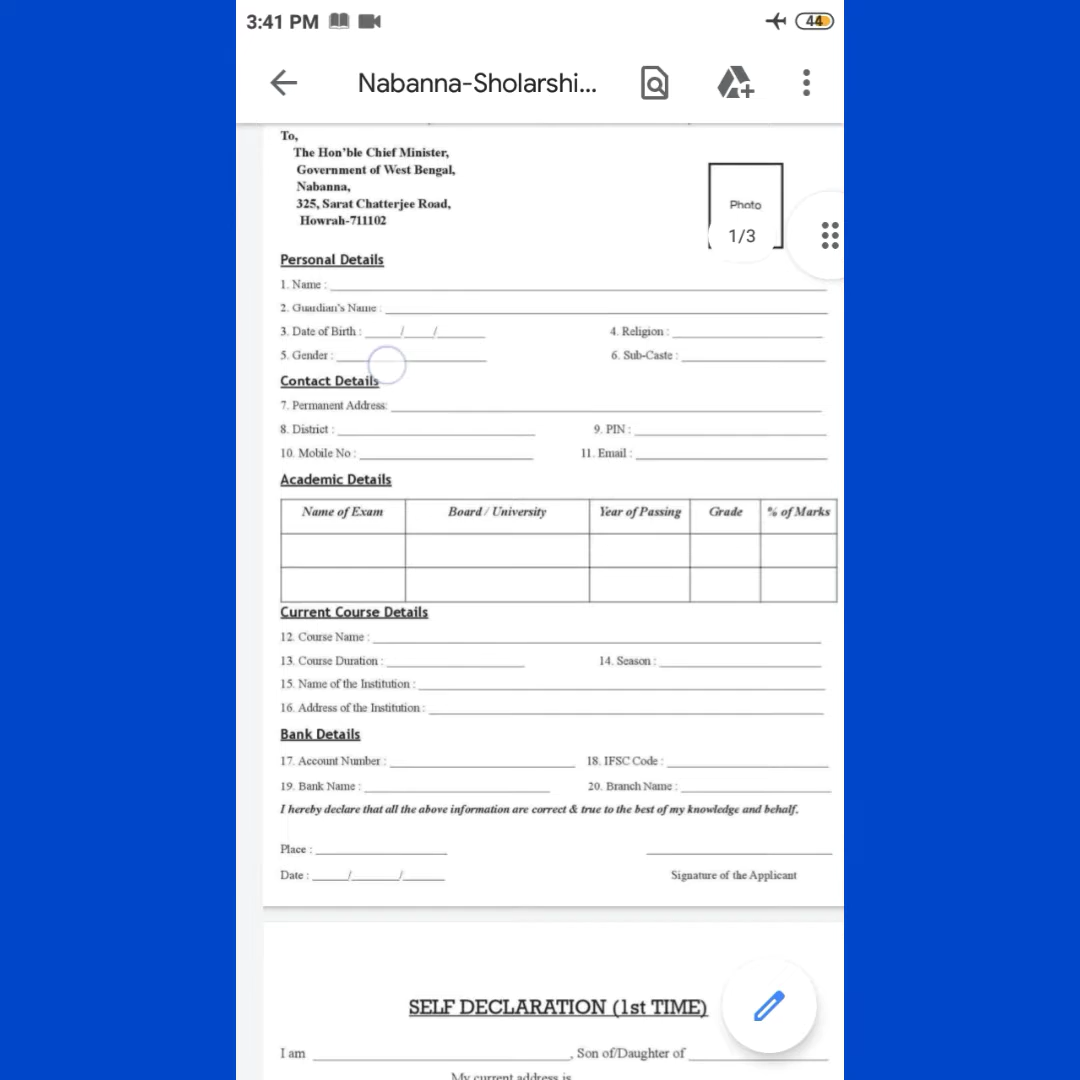 3:41 PM 44
Nabanna-Sholarshi...
To,
The Hon'ble Chief Minister,
Government of West Bengal,
Nabanna,
325, Sarat Chatterjee Road,
Howrah-711102
Photo
1/3
Personal Details
1. Name :
2. Guardian's Name :
3. Date of Birth : / / 4. Religion :
5. Gender : 6. Sub-Caste :
Contact Details
7. Permanent Address:
8. District : 9. PIN :
10. Mobile No : 11. Email :
Academic Details
Name of Exam Board / University Year of Passing Grade % of Marks
Current Course Details
12. Course Name :
13. Course Duration : 14. Season :
15. Name of the Institution :
16. Address of the Institution :
Bank Details
17. Account Number : 18. IFSC Code :
19. Bank Name : 20. Branch Name :
I hereby declare that all the above information are correct & true to the best of my knowledge and behalf.
Place :
Date : / / Signature of the Applicant
SELF DECLARATION (1st TIME)
I am , Son of/Daughter of
My current address is